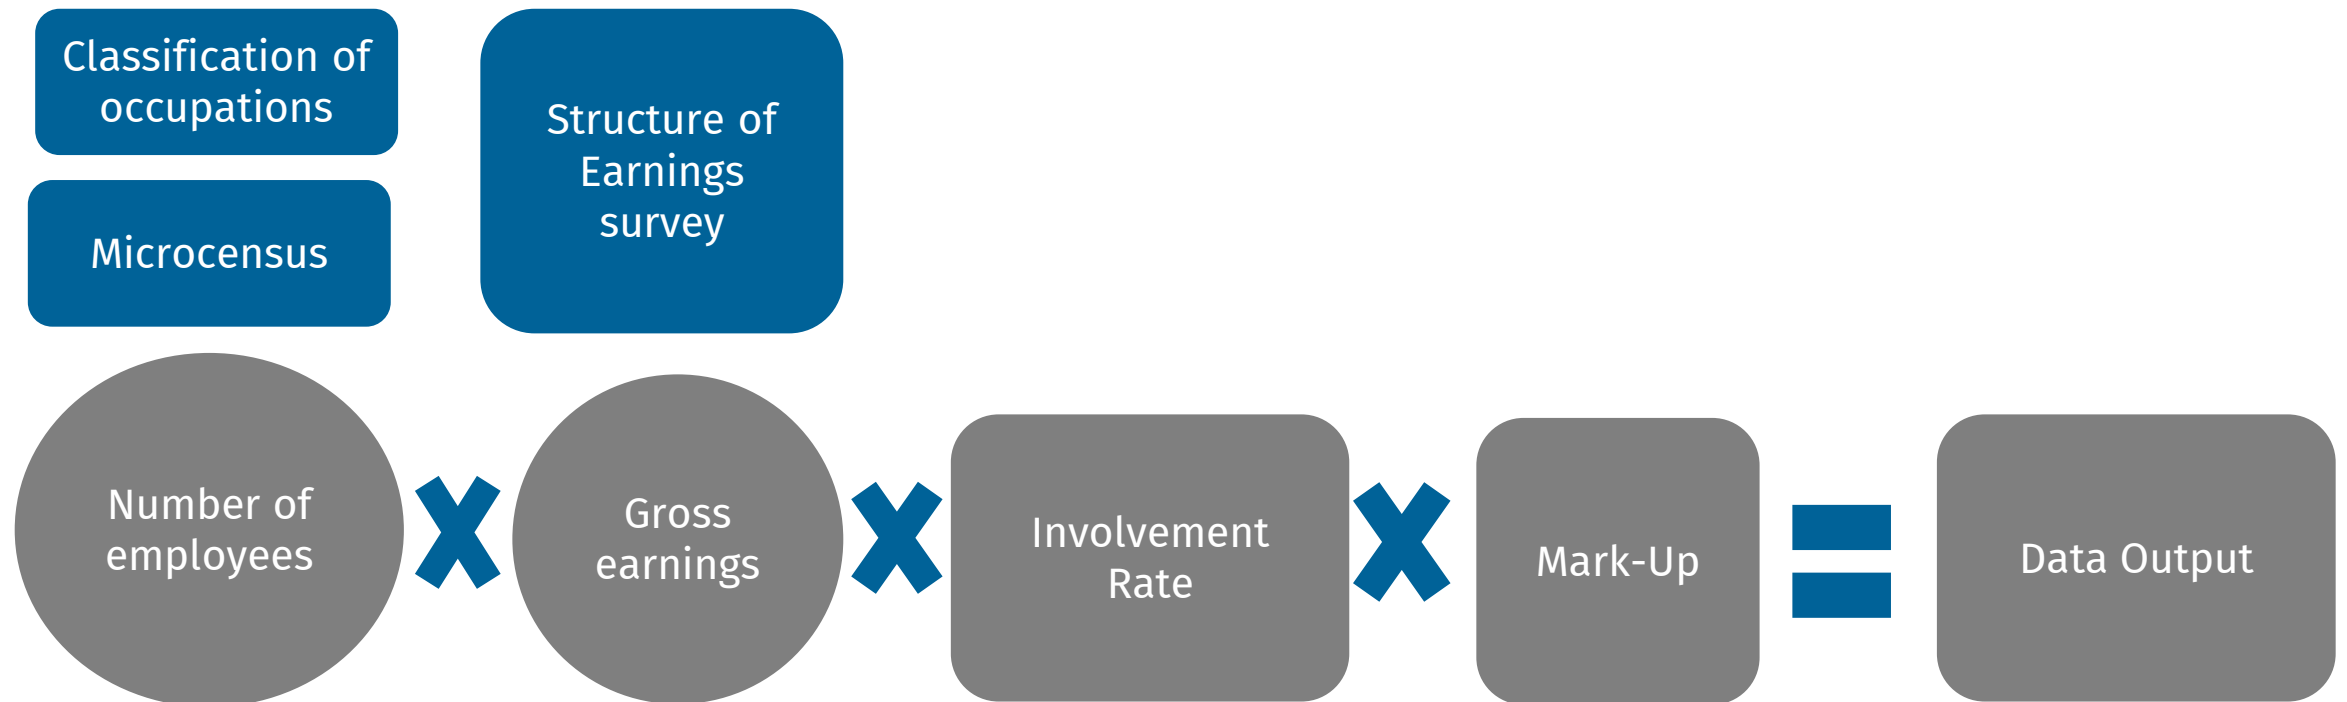 Classification of
occupations
Microcensus
Structure of
Earnings
survey
Number of
employees
Gross
earnings
Involvement
Rate
Mark-Up
Data Output